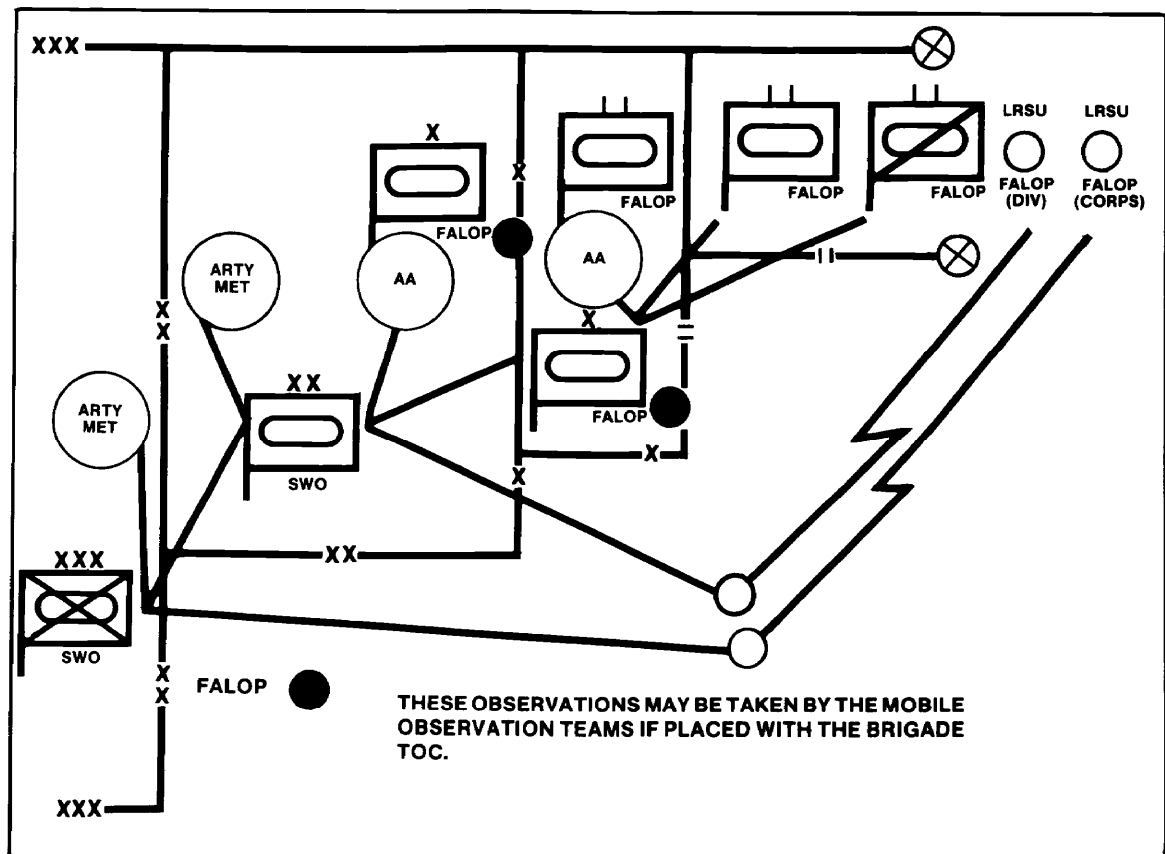 XXX
LRSU
LRSU
X
X
FALOP
FALOP
FALOP
FALOP
(DIV)
FALOP
(CORPS)
FALOP
ARTY
MET
AA
AA
II
X
X
X
II
XX
ARTY
MET
FALOP
X
SWO
X
XX
XXX
SWO
X
X
FALOP
THESE OBSERVATIONS MAY BE TAKEN BY THE MOBILE
OBSERVATION TEAMS IF PLACED WITH THE BRIGADE
TOC.
XXX